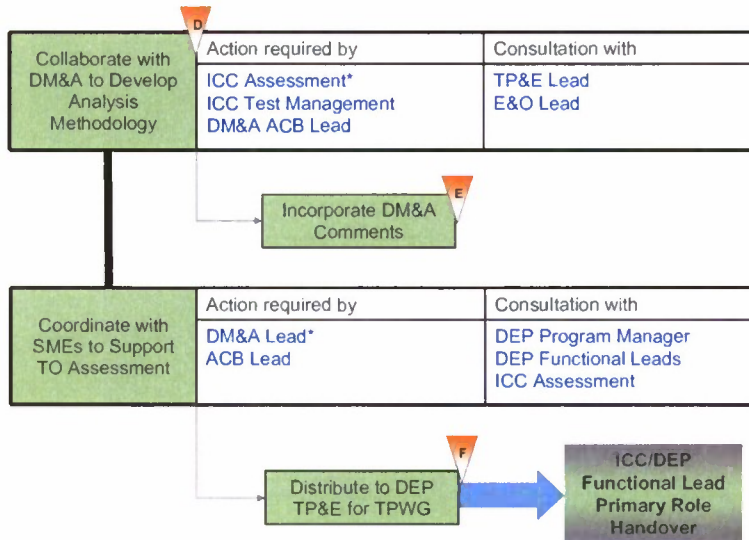 D
Collaborate with
DM&A to Develop
Analysis
Methodology
Action required by
ICC Assessment*
ICC Test Management
DM&A ACB Lead
Consultation with
TP&E Lead
E&O Lead
E
Incorporate DM&A
Comments
Coordinate with
SMEs to Support
TO Assessment
Action required by
DM&A Lead*
ACB Lead
Consultation with
DEP Program Manager
DEP Functional Leads
ICC Assessment
F
Distribute to DEP
TP&E for TPWG
ICC/DEP
Functional Lead
Primary Role
Handover